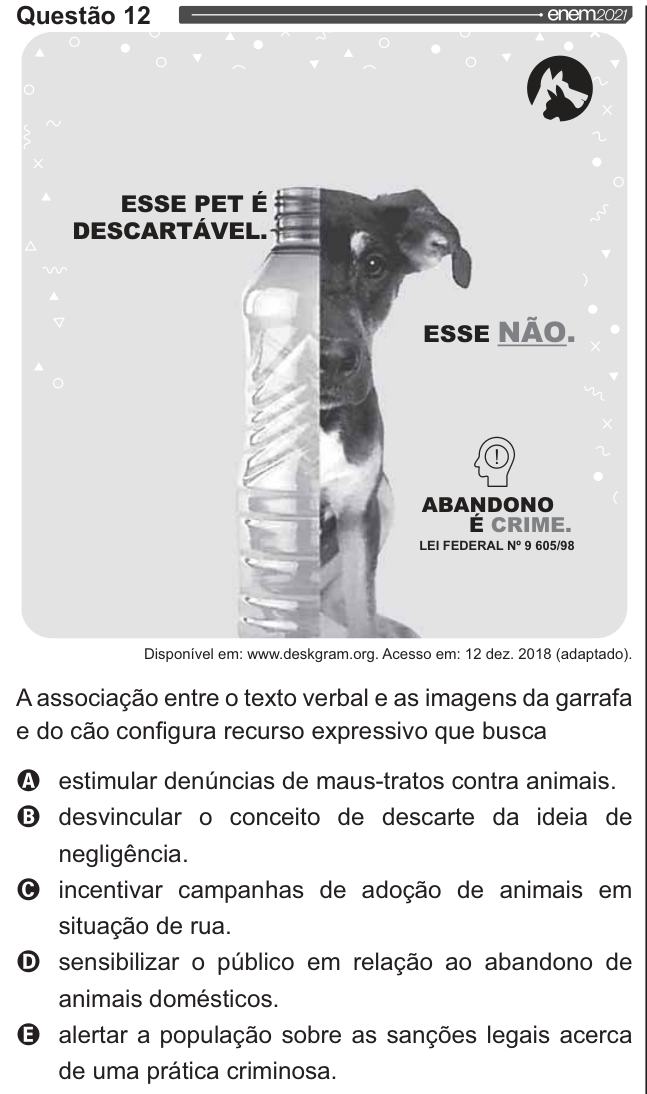 Questão 12
enem2021
ESSE PET É
DESCARTÁVEL.
ESSE NÃO.
ABANDONO
É CRIME.
LEI FEDERAL Nº 9 605/98
Disponível em: www.deskgram.org. Acesso em: 12 dez. 2018 (adaptado).
A associação entre o texto verbal e as imagens da garrafa
e do cão configura recurso expressivo que busca
A estimular denúncias de maus-tratos contra animais.
B desvincular o conceito de descarte da ideia de
negligência.
C incentivar campanhas de adoção de animais em
situação de rua.
D sensibilizar o público em relação ao abandono de
animais domésticos.
E alertar a população sobre as sanções legais acerca
de uma prática criminosa.